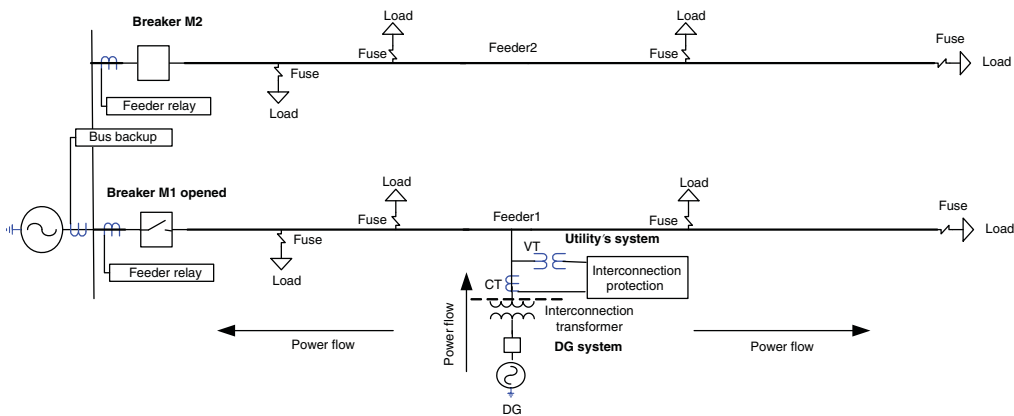 Breaker M2
Load
Load
Fuse
Feeder2
Fuse
Fuse
Load
Fuse
Load
Feeder relay
Bus backup
Breaker M1 opened
Load
Load
Fuse
Feeder1
Fuse
Fuse
Load
Fuse
Load
Feeder relay
VT
Utility's system
CT
Interconnection
protection
Interconnection
transformer
DG system
Power flow
Power flow
Power flow
DG